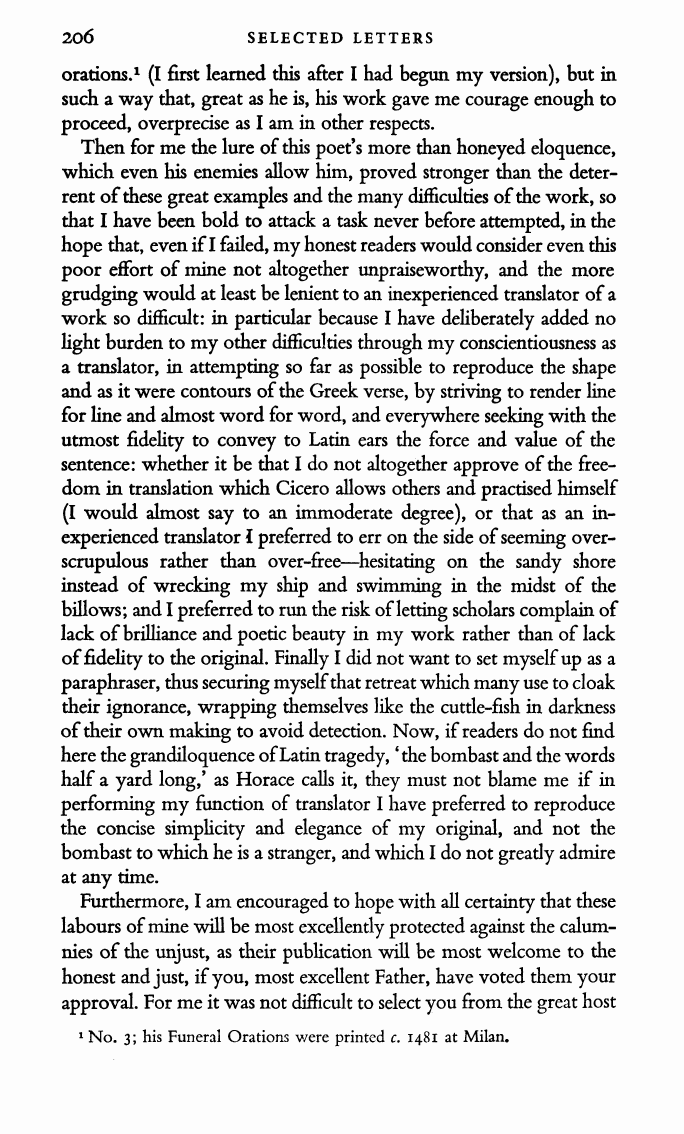 206 SELECTED LETTERS
orations.¹ (I first learned this after I had begun my version), but in
such a way that, great as he is, his work gave me courage enough to
proceed, overprecise as I am in other respects.
Then for me the lure of this poet's more than honeyed eloquence,
which even his enemies allow him, proved stronger than the deter-
rent of these great examples and the many difficulties of the work, so
that I have been bold to attack a task never before attempted, in the
hope that, even if I failed, my honest readers would consider even this
poor effort of mine not altogether unpraiseworthy, and the more
grudging would at least be lenient to an inexperienced translator of a
work so difficult: in particular because I have deliberately added no
light burden to my other difficulties through my conscientiousness as
a translator, in attempting so far as possible to reproduce the shape
and as it were contours of the Greek verse, by striving to render line
for line and almost word for word, and everywhere seeking with the
utmost fidelity to convey to Latin ears the force and value of the
sentence: whether it be that I do not altogether approve of the free-
dom in translation which Cicero allows others and practised himself
(I would almost say to an immoderate degree), or that as an in-
experienced translator I preferred to err on the side of seeming over-
scrupulous rather than over-free—hesitating on the sandy shore
instead of wrecking my ship and swimming in the midst of the
billows; and I preferred to run the risk of letting scholars complain of
lack of brilliance and poetic beauty in my work rather than of lack
of fidelity to the original. Finally I did not want to set myself up as a
paraphraser, thus securing myself that retreat which many use to cloak
their ignorance, wrapping themselves like the cuttle-fish in darkness
of their own making to avoid detection. Now, if readers do not find
here the grandiloquence of Latin tragedy, 'the bombast and the words
half a yard long,' as Horace calls it, they must not blame me if in
performing my function of translator I have preferred to reproduce
the concise simplicity and elegance of my original, and not the
bombast to which he is a stranger, and which I do not greatly admire
at any time.
Furthermore, I am encouraged to hope with all certainty that these
labours of mine will be most excellently protected against the calum-
nies of the unjust, as their publication will be most welcome to the
honest and just, if you, most excellent Father, have voted them your
approval. For me it was not difficult to select you from the great host
¹ No. 3; his Funeral Orations were printed c. 1481 at Milan.